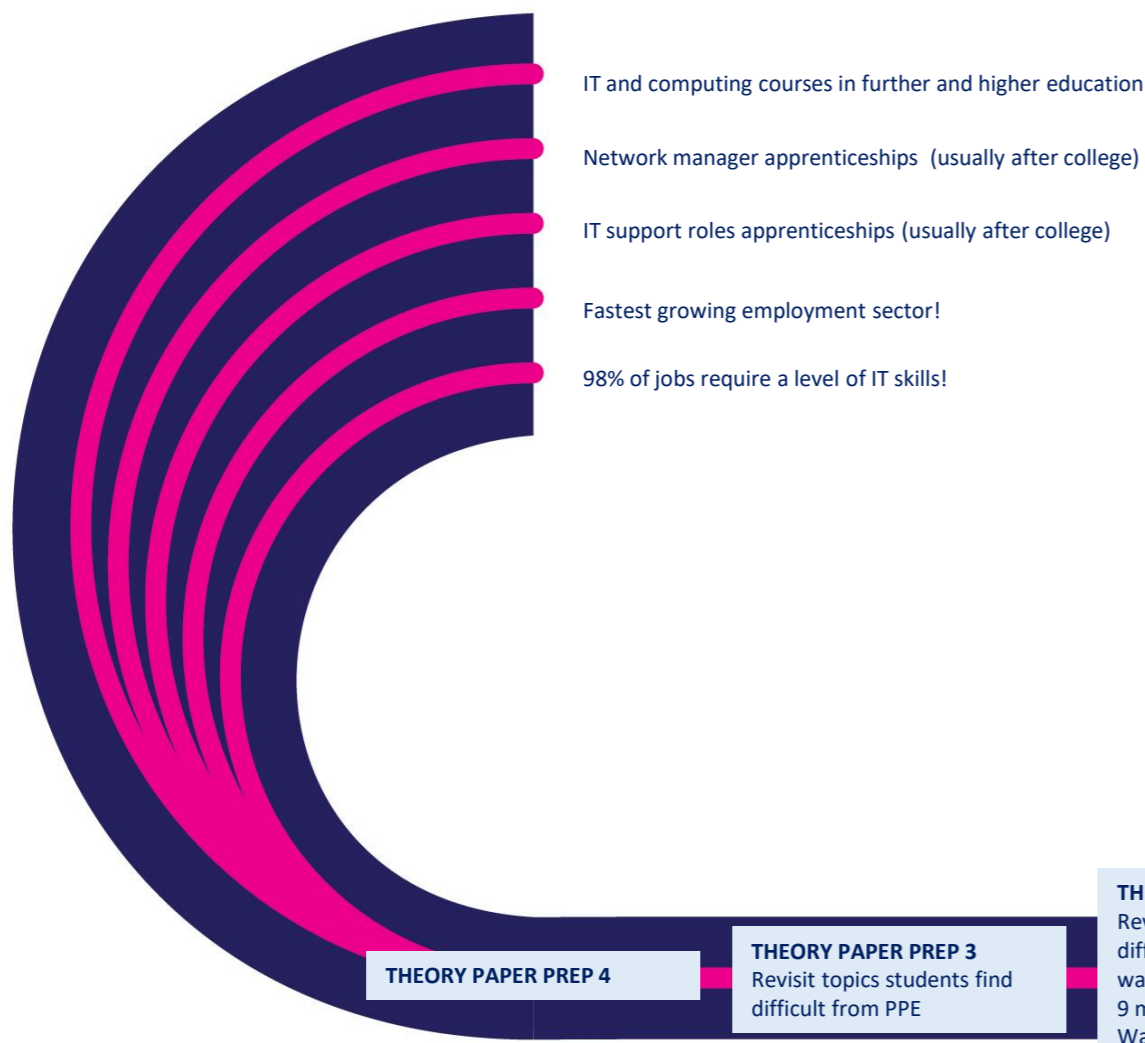 IT and computing courses in further and higher education
Network manager apprenticeships (usually after college)
IT support roles apprenticeships (usually after college)
Fastest growing employment sector!
98% of jobs require a level of IT skills!
THEORY PAPER PREP 4
THEORY PAPER PREP 3
Revisit topics students find
difficult from PPE
9